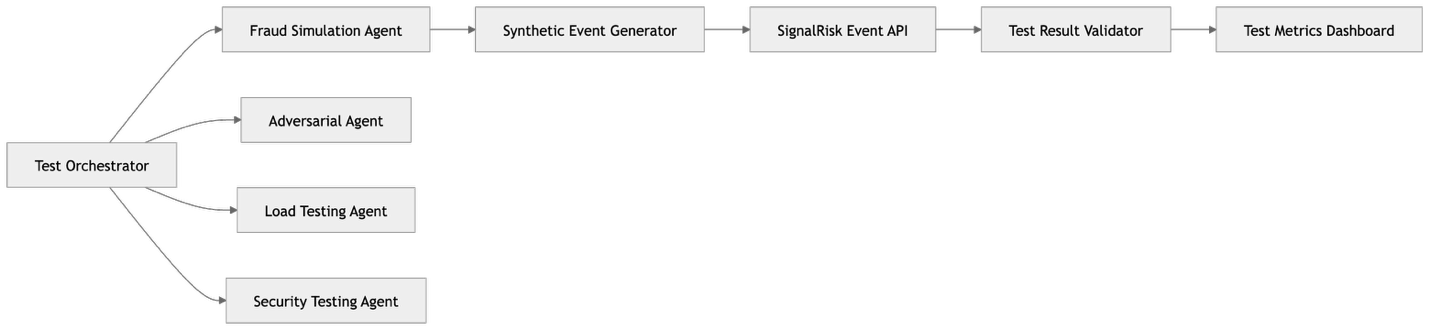 Fraud Simulation Agent
Synthetic Event Generator
SignalRisk Event API
Test Result Validator
Test Metrics Dashboard
Adversarial Agent
Test Orchestrator
Load Testing Agent
Security Testing Agent